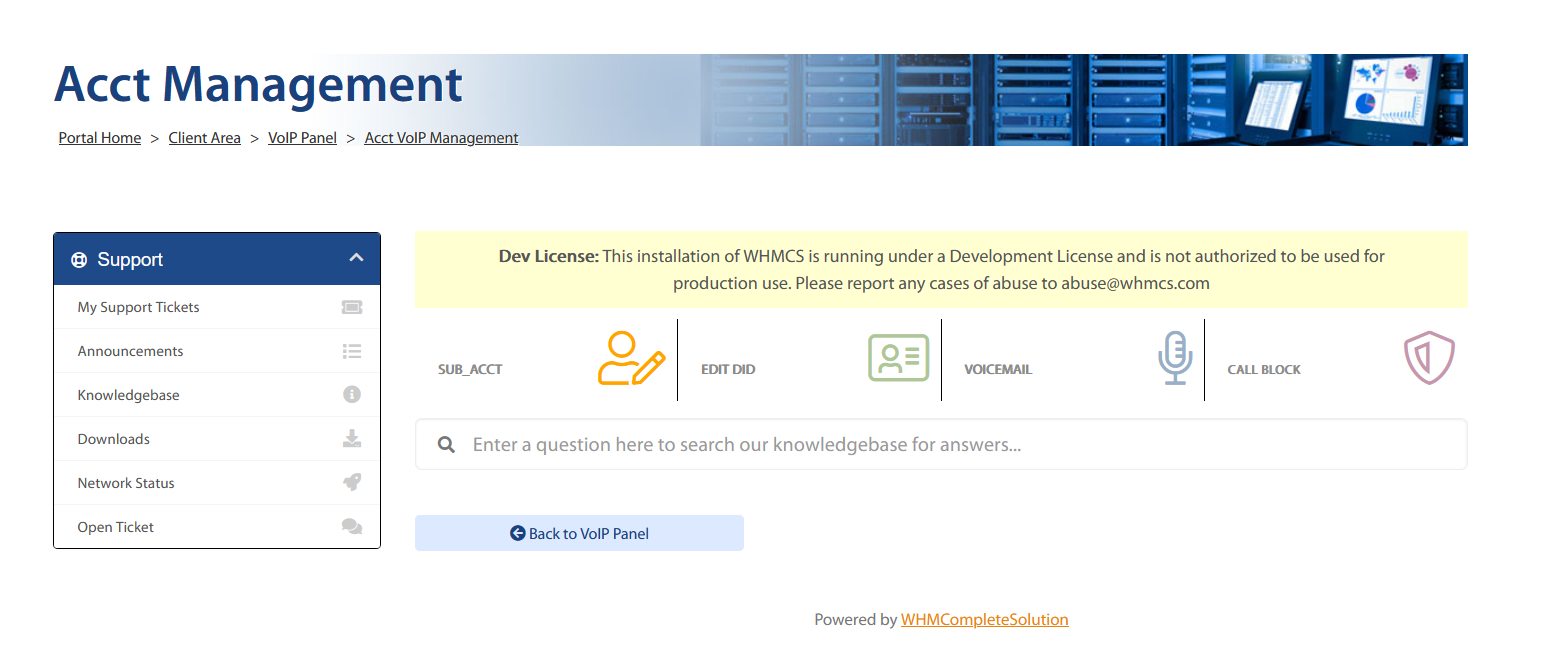 Acct Management
Portal Home > Client Area > VoIP Panel > Acct VoIP Management
Support
My Support Tickets
Announcements
Knowledgebase
Downloads
Network Status
Open Ticket
Dev License: This installation of WHMCS is running under a Development License and is not authorized to be used for
production use. Please report any cases of abuse to abuse@whmcs.com
SUB_ACCT
EDIT DID
VOICEMAIL
CALL BLOCK
Enter a question here to search our knowledgebase for answers...
Back to VoIP Panel
Powered by WHMCompleteSolution